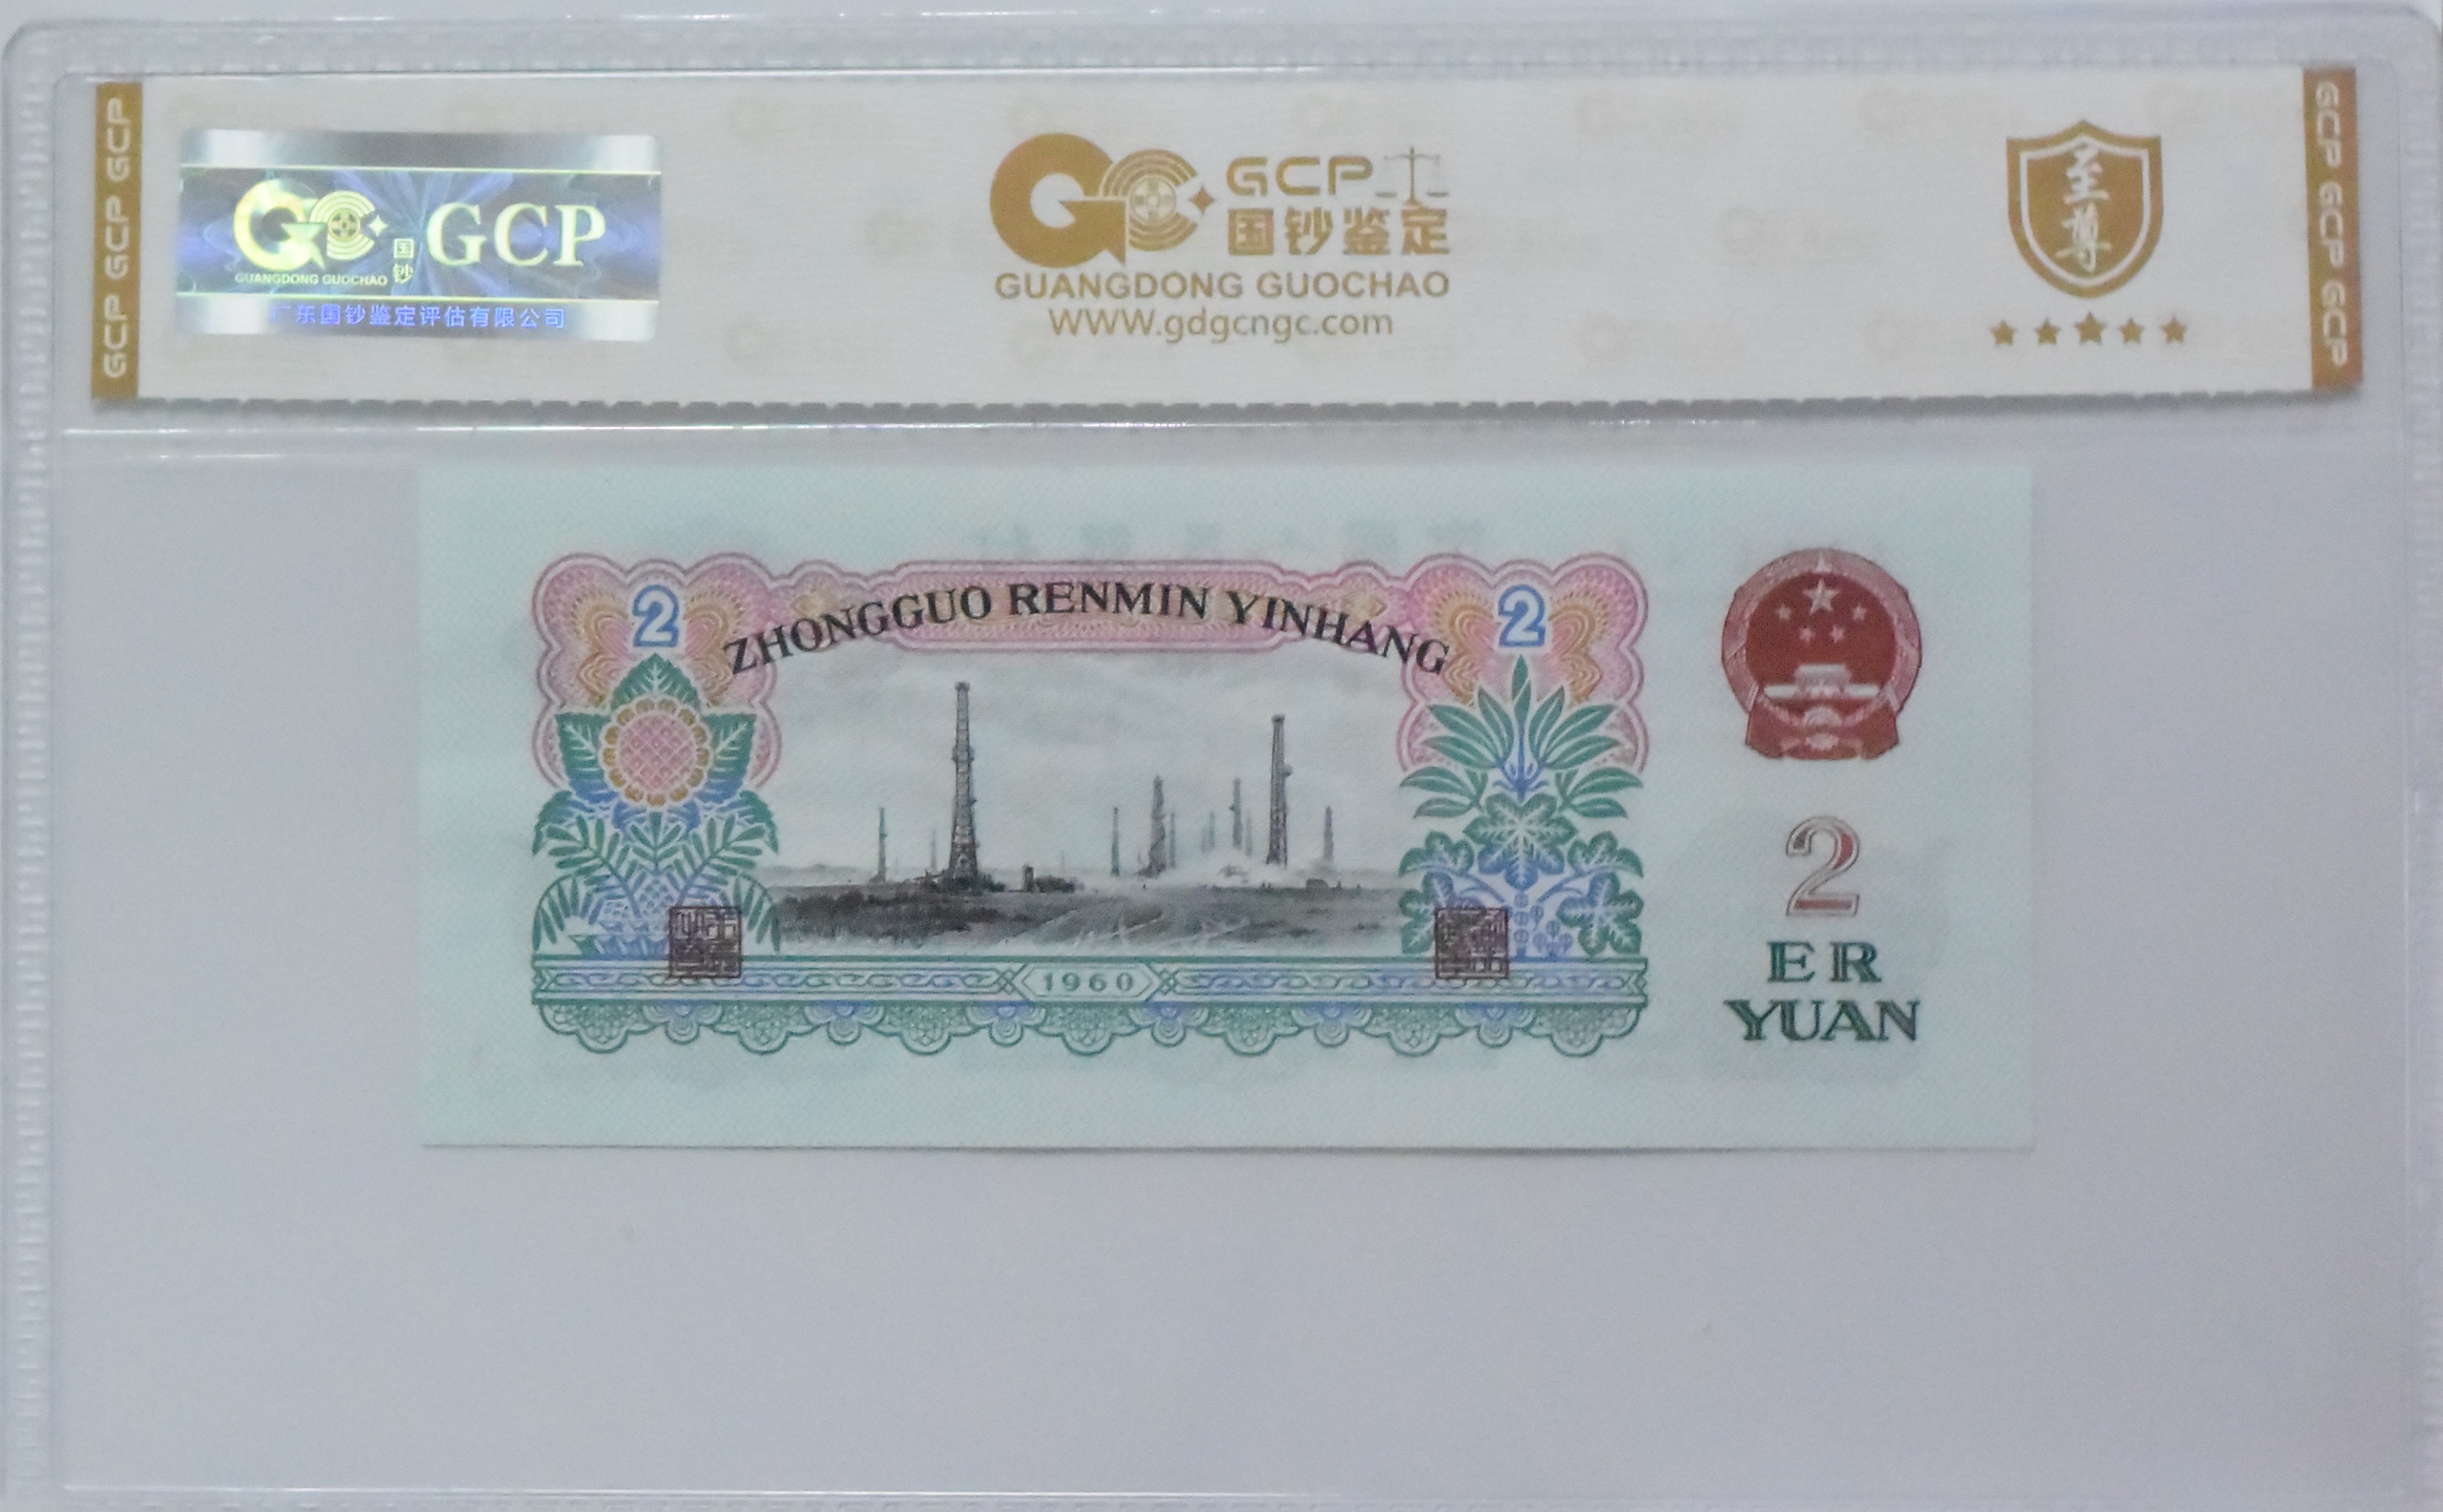 GCP GCP GCP
国钞
GCP
GUANGDONG GUOCHAO
广东国钞鉴定评估有限公司
GCP
国钞鉴定
GUANGDONG GUOCHAO
WWW.gdgcngc.com
至尊
GCP GCP GCP
ZHONGGUO RENMIN YINHANG
2
2
1960
2
ER
YUAN